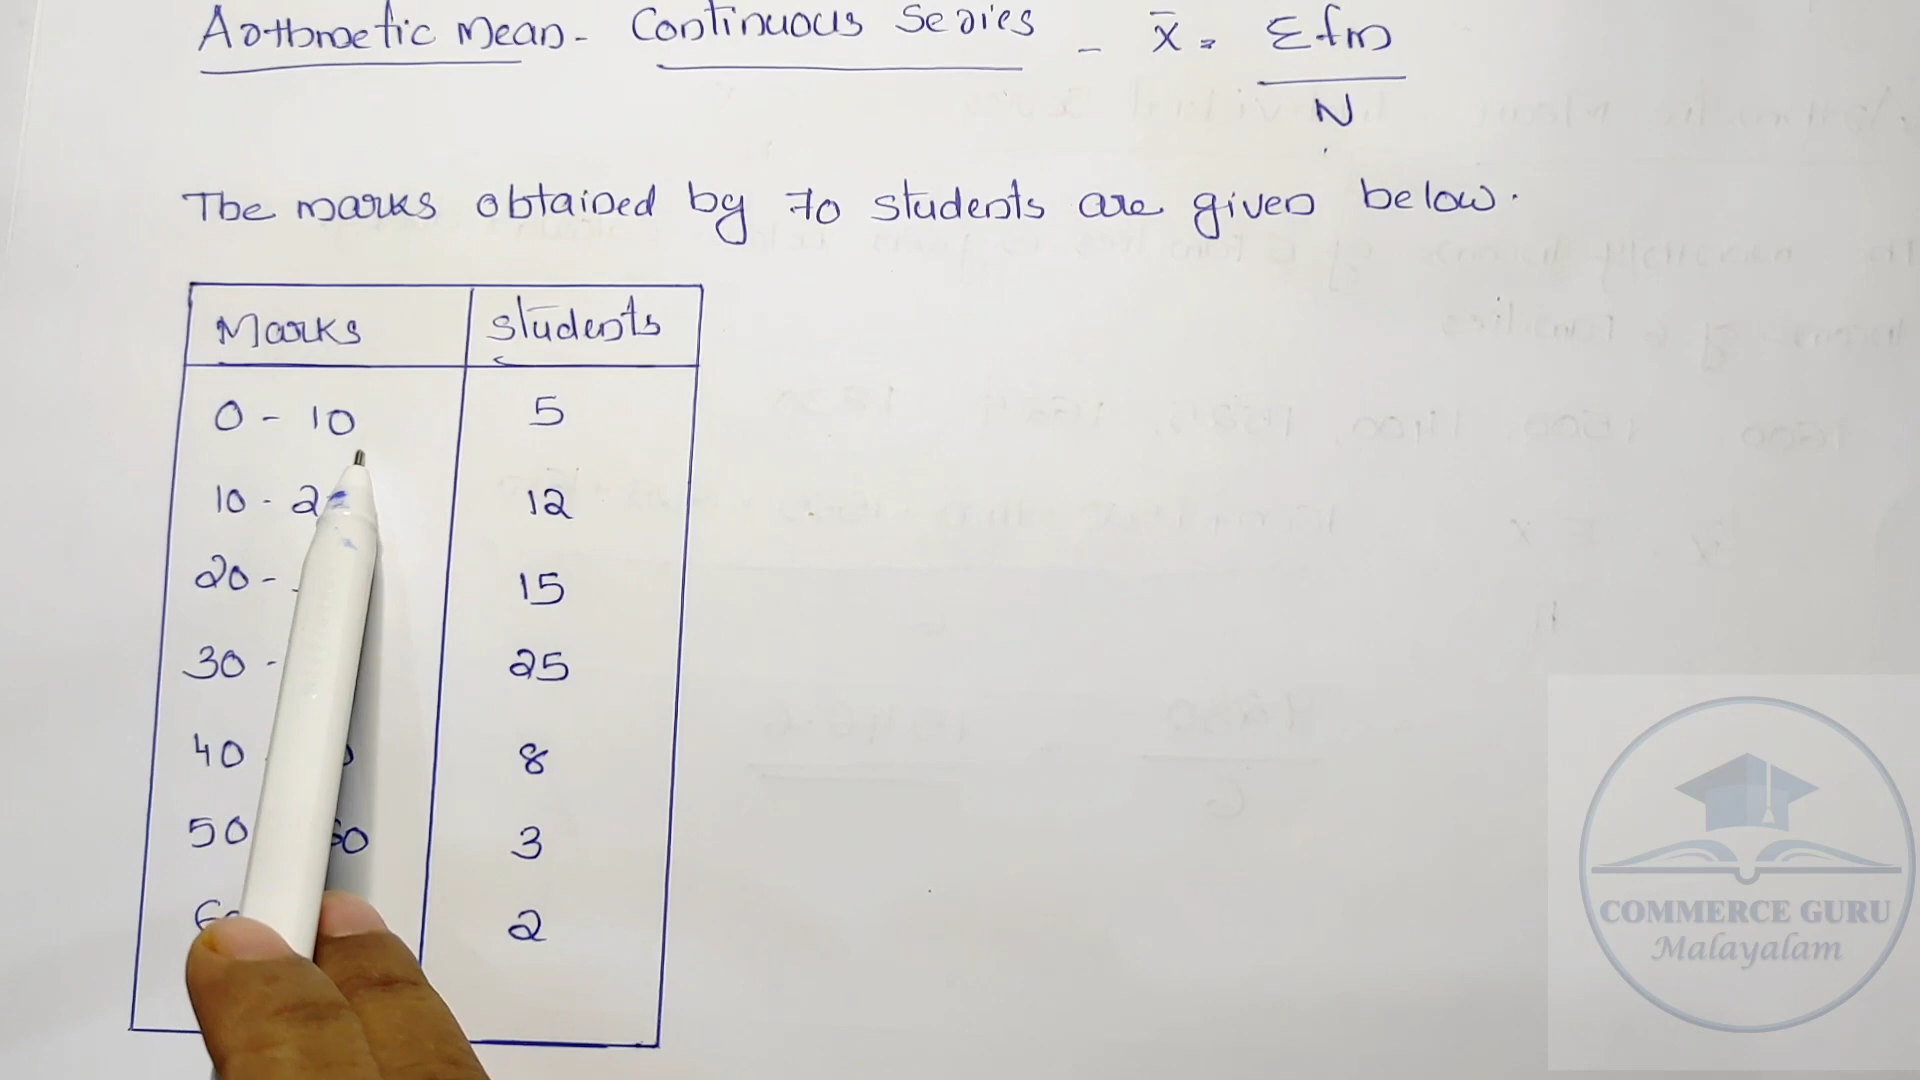 Arithmetic Mean - Continuous Series - x̄ = Σfm
N
The marks obtained by 70 students are given below.
Marks students
0 - 10 5
10 - 2 12
20 - 15
30 - 25
40 8
50 60 3
2
COMMERCE GURU
Malayalam